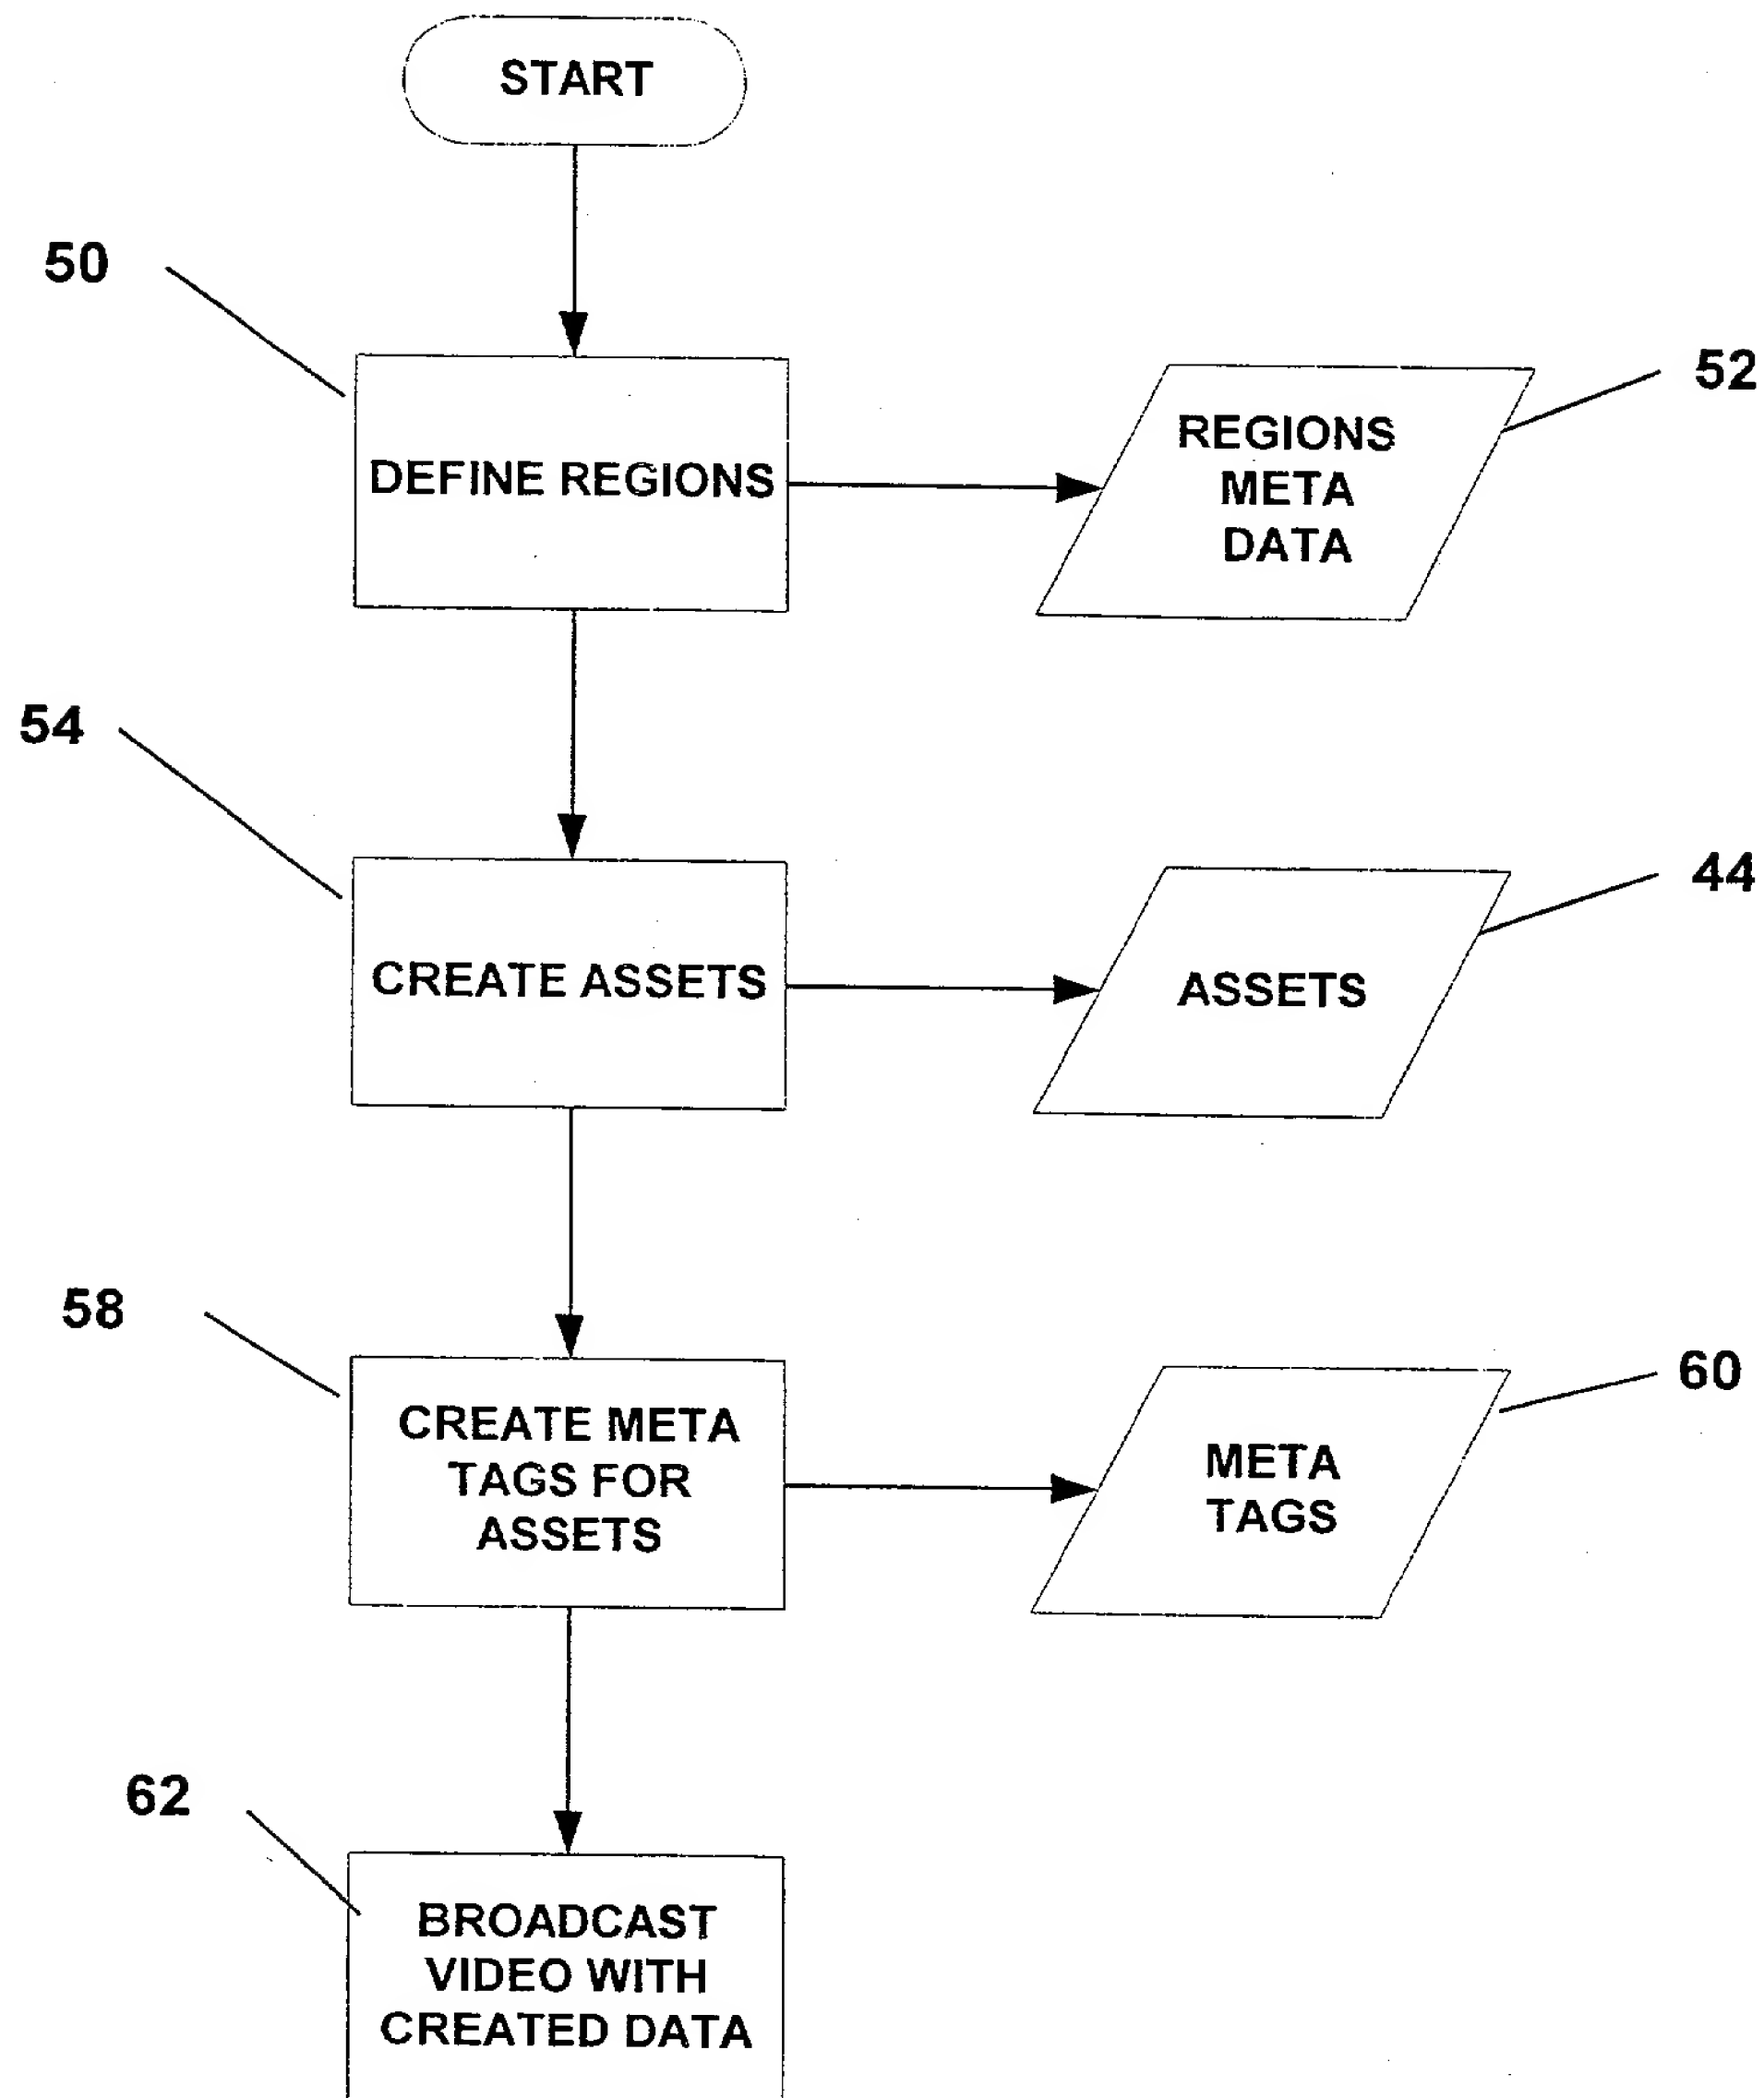 START
50
DEFINE REGIONS
REGIONS
META
DATA
52
54
CREATE ASSETS
ASSETS
44
58
CREATE META
TAGS FOR
ASSETS
META
TAGS
60
62
BROADCAST
VIDEO WITH
CREATED DATA